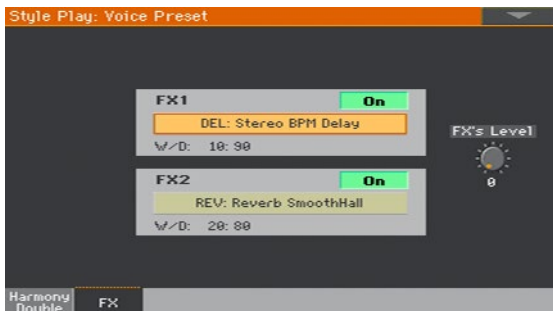 Style Play: Voice Preset
FX1 On
DEL: Stereo BPM Delay
W/D: 10:90
FX's Level
0
FX2 On
REV: Reverb SmoothHall
W/D: 20:80
Harmony
Double
FX